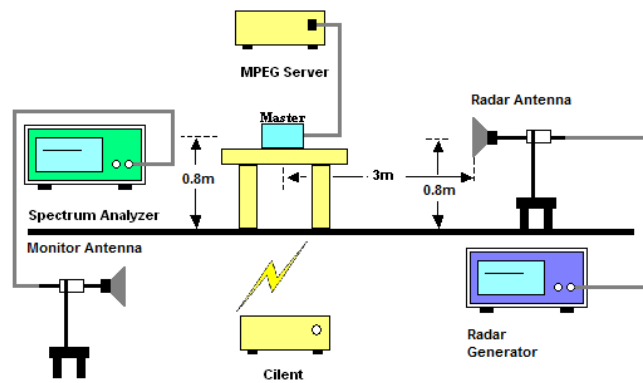 MPEG Server
Master
Radar Antenna
0.8m
3m
0.8m
Spectrum Analyzer
Monitor Antenna
Cilent
Radar
Generator